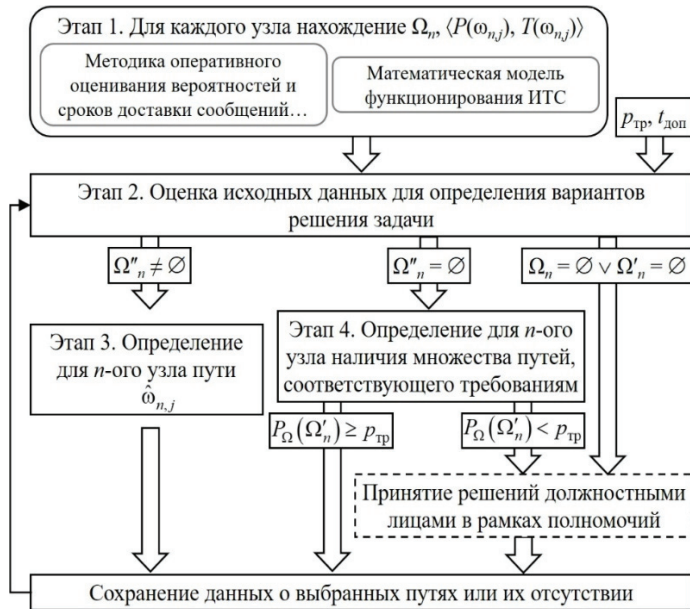 Этап 1. Для каждого узла нахождение Ωₙ, ⟨P(ωₙ,ⱼ), T(ωₙ,ⱼ)⟩
Методика оперативного
оценивания вероятностей и
сроков доставки сообщений…
Математическая модель
функционирования ИТС
pтр, tдоп
Этап 2. Оценка исходных данных для определения вариантов
решения задачи
Ω″ₙ ≠ ∅
Ω″ₙ = ∅
Ωₙ = ∅ ∨ Ω′ₙ = ∅
Этап 3. Определение
для n-ого узла пути
ω̂ₙ,ⱼ
Этап 4. Определение для n-ого
узла наличия множества путей,
соответствующего требованиям
P_Ω(Ω′ₙ) ≥ pтр
P_Ω(Ω′ₙ) < pтр
Принятие решений должностными
лицами в рамках полномочий
Сохранение данных о выбранных путях или их отсутствии